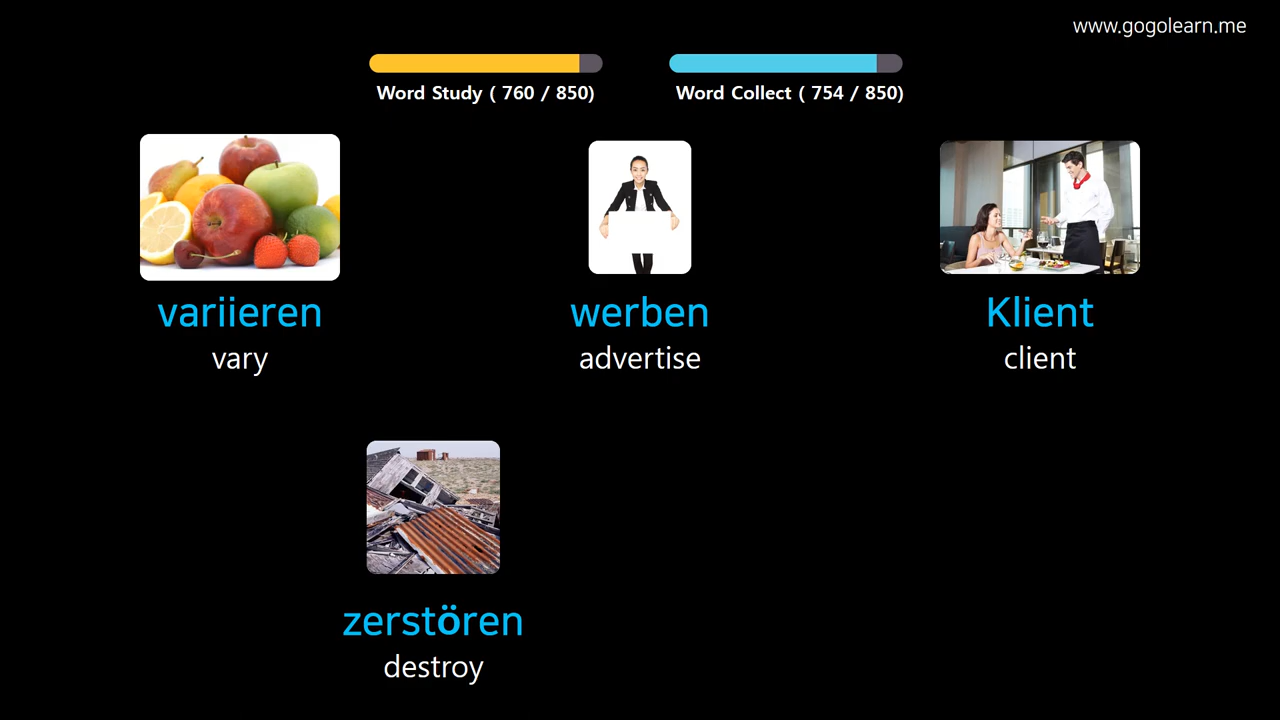 www.gogolearn.me
Word Study ( 760 / 850)
Word Collect ( 754 / 850)
variieren
vary
werben
advertise
Klient
client
zerstören
destroy